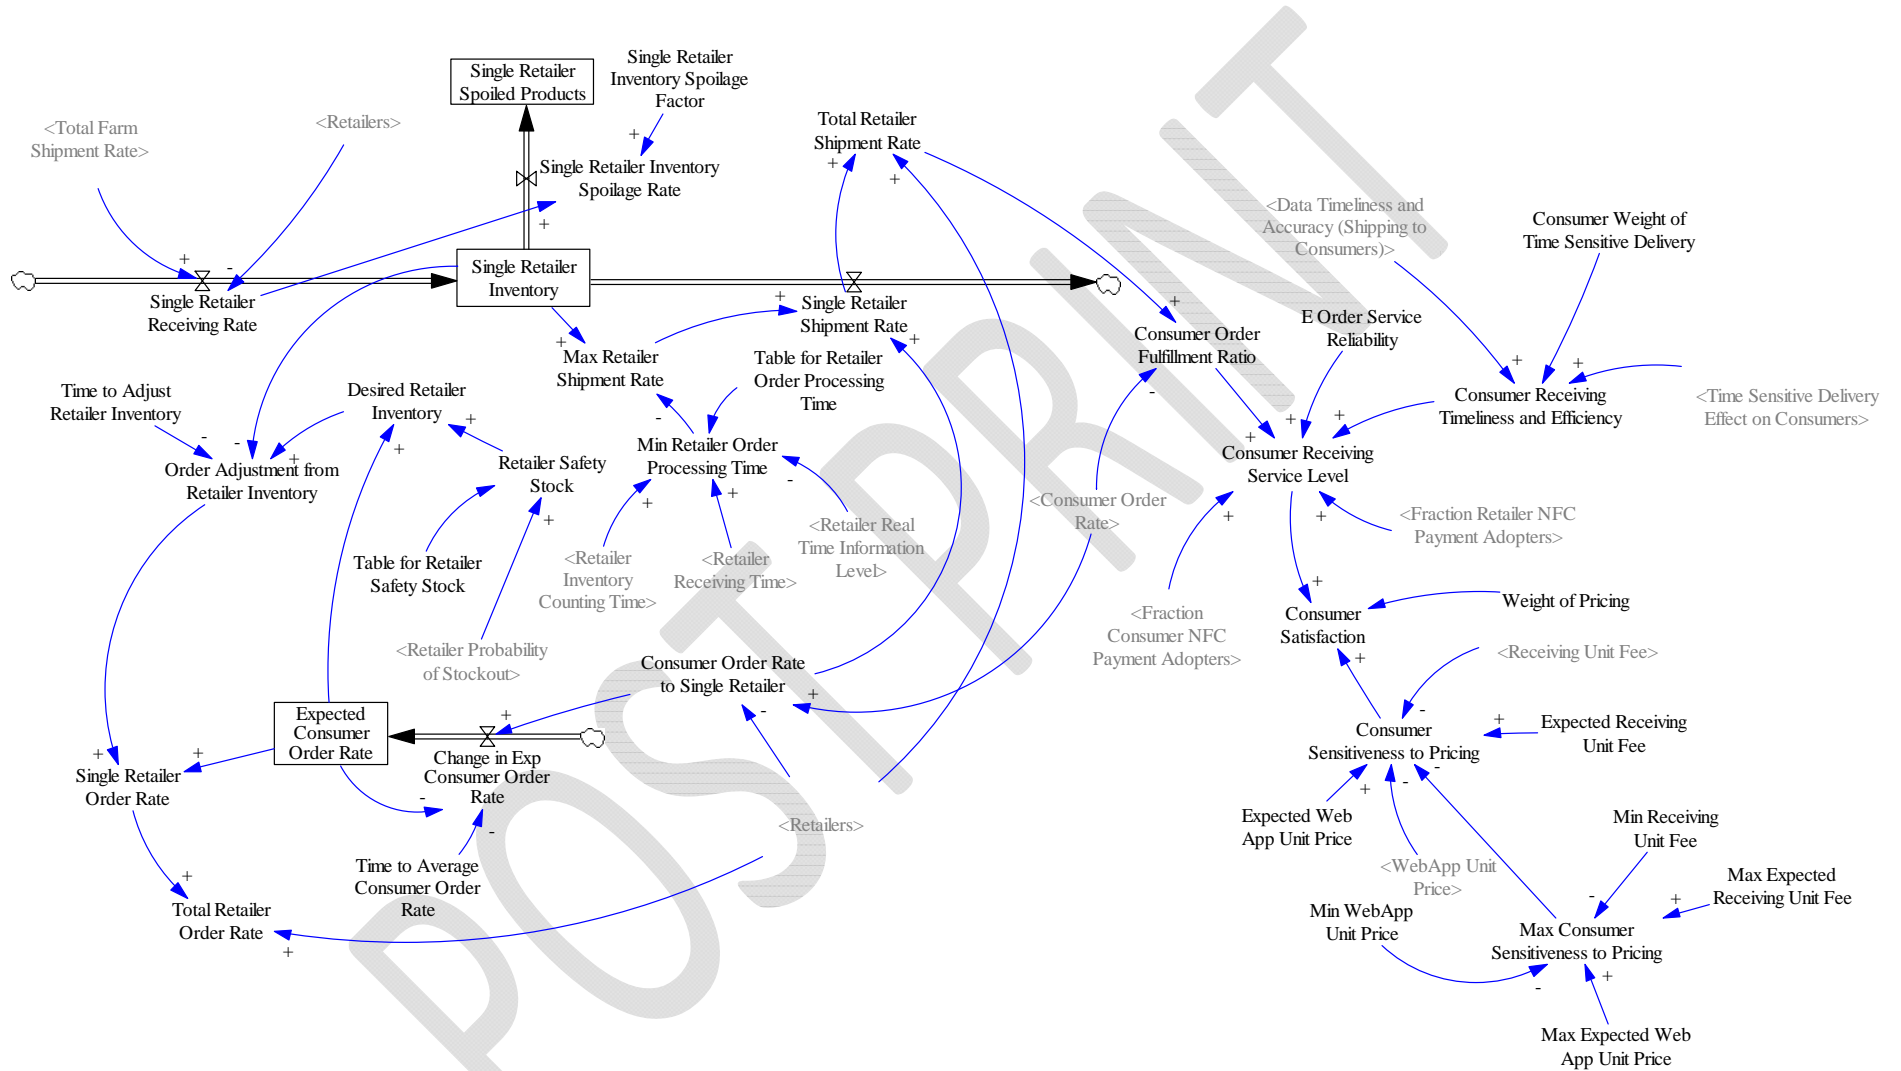 Single Retailer
Spoiled Products
Single Retailer
Inventory Spoilage
Factor
<Total Farm
Shipment Rate>
<Retailers>
Total Retailer
Shipment Rate
Single Retailer Inventory
Spoilage Rate
<Data Timeliness and
Accuracy (Shipping to
Consumers)>
Consumer Weight of
Time Sensitive Delivery
Single Retailer
Inventory
Single Retailer
Receiving Rate
Single Retailer
Shipment Rate
E Order Service
Reliability
Consumer Order
Fulfillment Ratio
Max Retailer
Shipment Rate
Table for Retailer
Order Processing
Time
Time to Adjust
Retailer Inventory
Desired Retailer
Inventory
Consumer Receiving
Timeliness and Efficiency
<Time Sensitive Delivery
Effect on Consumers>
Order Adjustment from
Retailer Inventory
Retailer Safety
Stock
Min Retailer Order
Processing Time
Consumer Receiving
Service Level
<Consumer Order
Rate>
<Fraction Retailer NFC
Payment Adopters>
Table for Retailer
Safety Stock
<Retailer
Inventory
Counting Time>
<Retailer
Receiving Time>
<Retailer Real
Time Information
Level>
<Fraction
Consumer NFC
Payment Adopters>
Consumer
Satisfaction
Weight of Pricing
<Retailer Probability
of Stockout>
Consumer Order Rate
to Single Retailer
<Receiving Unit Fee>
Expected
Consumer
Order Rate
Change in Exp
Consumer Order
Rate
Consumer
Sensitiveness to Pricing
Expected Receiving
Unit Fee
Single Retailer
Order Rate
<Retailers>
Expected Web
App Unit Price
Min Receiving
Unit Fee
Time to Average
Consumer Order
Rate
<WebApp Unit
Price>
Max Expected
Receiving Unit Fee
Total Retailer
Order Rate
Min WebApp
Unit Price
Max Consumer
Sensitiveness to Pricing
Max Expected Web
App Unit Price
POST PRINT